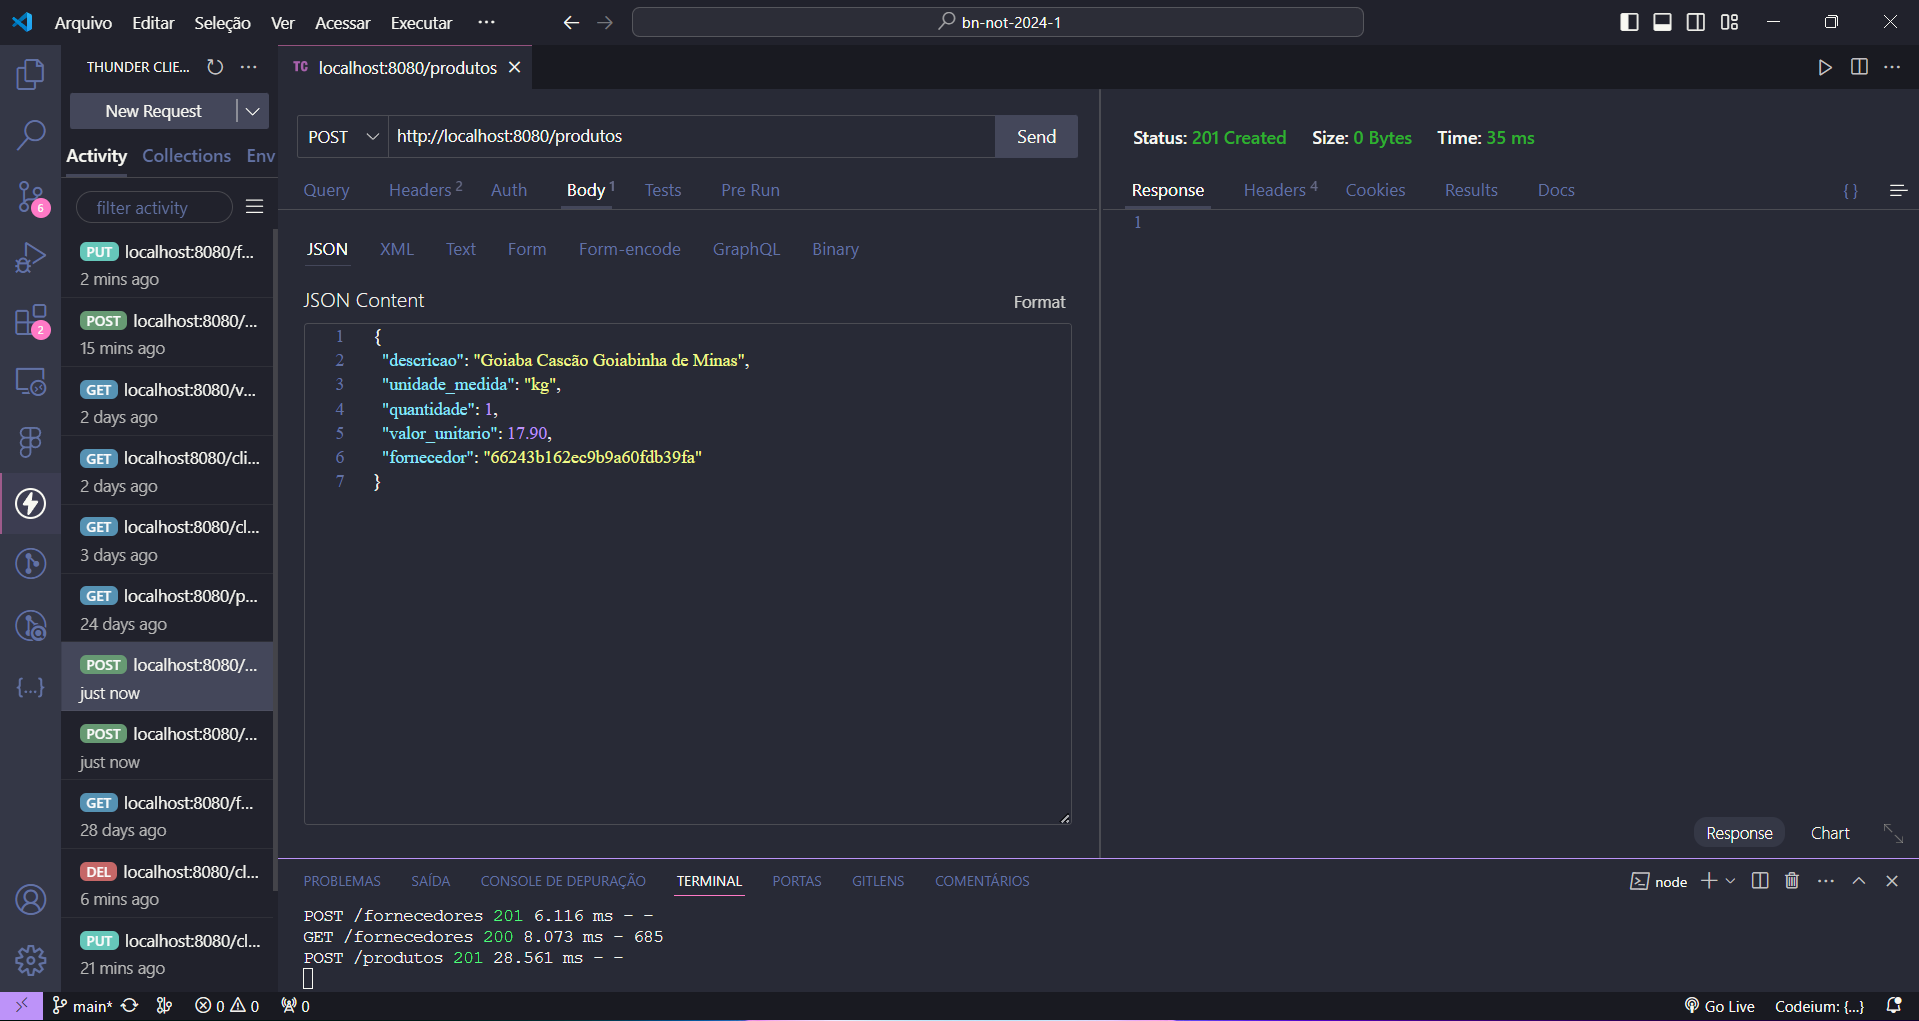 Arquivo Editar Seleção Ver Acessar Executar ··· bn-not-2024-1
THUNDER CLIE... ···
New Request
Activity Collections Env
filter activity
PUT localhost:8080/f...
2 mins ago
POST localhost:8080/...
15 mins ago
GET localhost:8080/v...
2 days ago
GET localhost8080/cli...
2 days ago
GET localhost:8080/cl...
3 days ago
GET localhost:8080/p...
24 days ago
POST localhost:8080/...
just now
POST localhost:8080/...
just now
GET localhost:8080/f...
28 days ago
DEL localhost:8080/cl...
6 mins ago
PUT localhost:8080/cl...
21 mins ago
6
2
{...}
TC localhost:8080/produtos
POST http://localhost:8080/produtos Send
Query Headers 2 Auth Body 1 Tests Pre Run
JSON XML Text Form Form-encode GraphQL Binary
JSON Content Format
1 {
2 "descricao": "Goiaba Cascão Goiabinha de Minas",
3 "unidade_medida": "kg",
4 "quantidade": 1,
5 "valor_unitario": 17.90,
6 "fornecedor": "66243b162ec9b9a60fdb39fa"
7 }
Status: 201 Created Size: 0 Bytes Time: 35 ms
Response Headers 4 Cookies Results Docs { }
1
Response Chart
PROBLEMAS SAÍDA CONSOLE DE DEPURAÇÃO TERMINAL PORTAS GITLENS COMENTÁRIOS node
POST /fornecedores 201 6.116 ms - -
GET /fornecedores 200 8.073 ms - 685
POST /produtos 201 28.561 ms - -
main* 0 0 0 Go Live Codeium: {...}